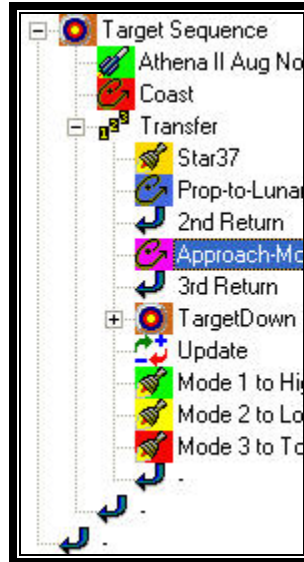 Target Sequence
Athena II Aug No
Coast
Transfer
Star37
Prop-to-Lunar
2nd Return
Approach-Mo
3rd Return
TargetDown
Update
Mode 1 to Hig
Mode 2 to Lo
Mode 3 to To
-
-
-